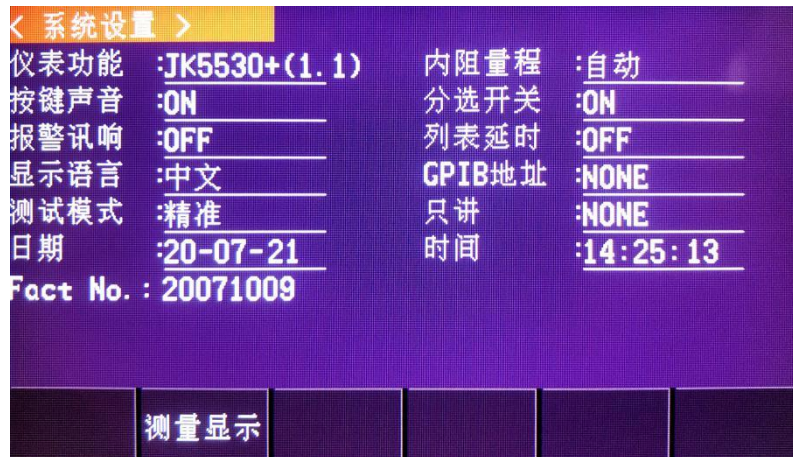 < 系统设置 >
仪表功能 :JK5530+(1.1) 内阻量程 :自动
按键声音 :ON 分选开关 :ON
报警讯响 :OFF 列表延时 :OFF
显示语言 :中文 GPIB地址 :NONE
测试模式 :精准 只讲 :NONE
日期 :20-07-21 时间 :14:25:13
Fact No.: 20071009
测量显示